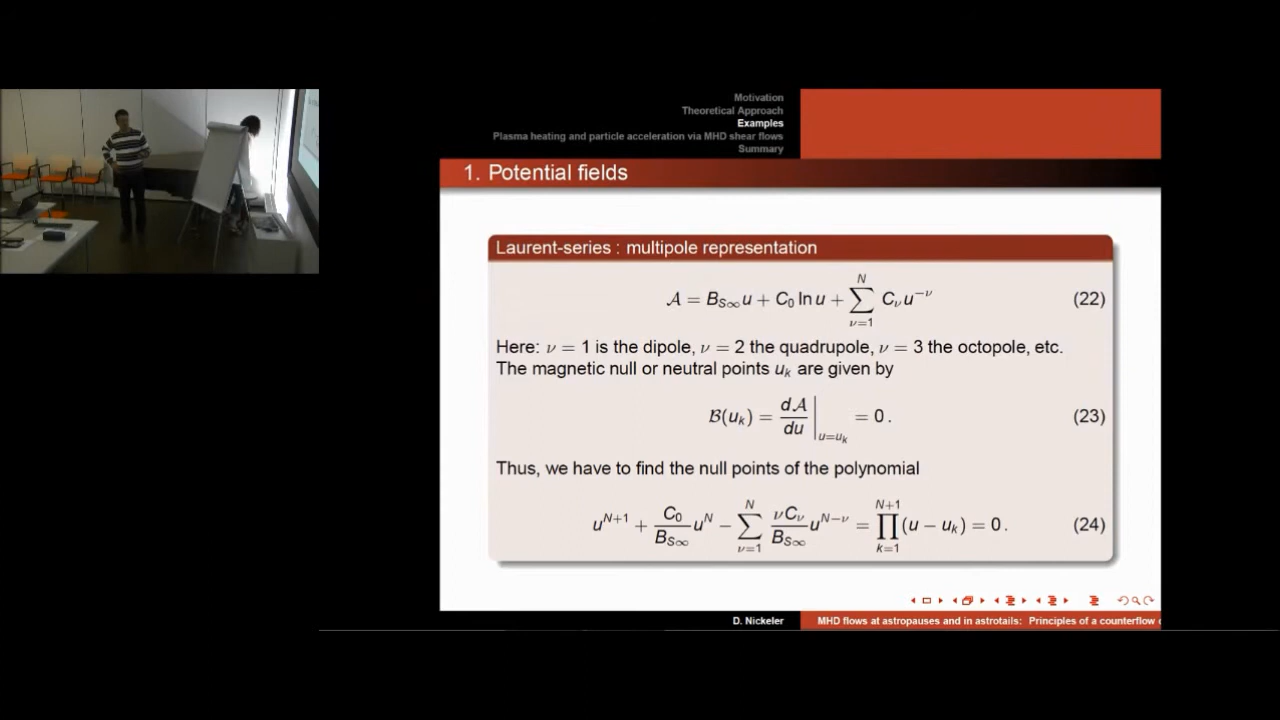 Motivation
Theoretical Approach
Examples
Plasma heating and particle acceleration via MHD shear flows
Summary
1. Potential fields
Laurent-series : multipole representation
𝒜 = B_{S∞} u + C_0 ln u + ∑_{ν=1}^{N} C_ν u^{−ν} (22)
Here: ν = 1 is the dipole, ν = 2 the quadrupole, ν = 3 the octopole, etc.
The magnetic null or neutral points u_k are given by
ℬ(u_k) = d𝒜/du |_{u=u_k} = 0 . (23)
Thus, we have to find the null points of the polynomial
u^{N+1} + C_0/B_{S∞} u^N − ∑_{ν=1}^{N} νC_ν/B_{S∞} u^{N−ν} = ∏_{k=1}^{N+1} (u − u_k) = 0 . (24)
D. Nickeler
MHD flows at astropauses and in astrotails: Principles of a counterflow